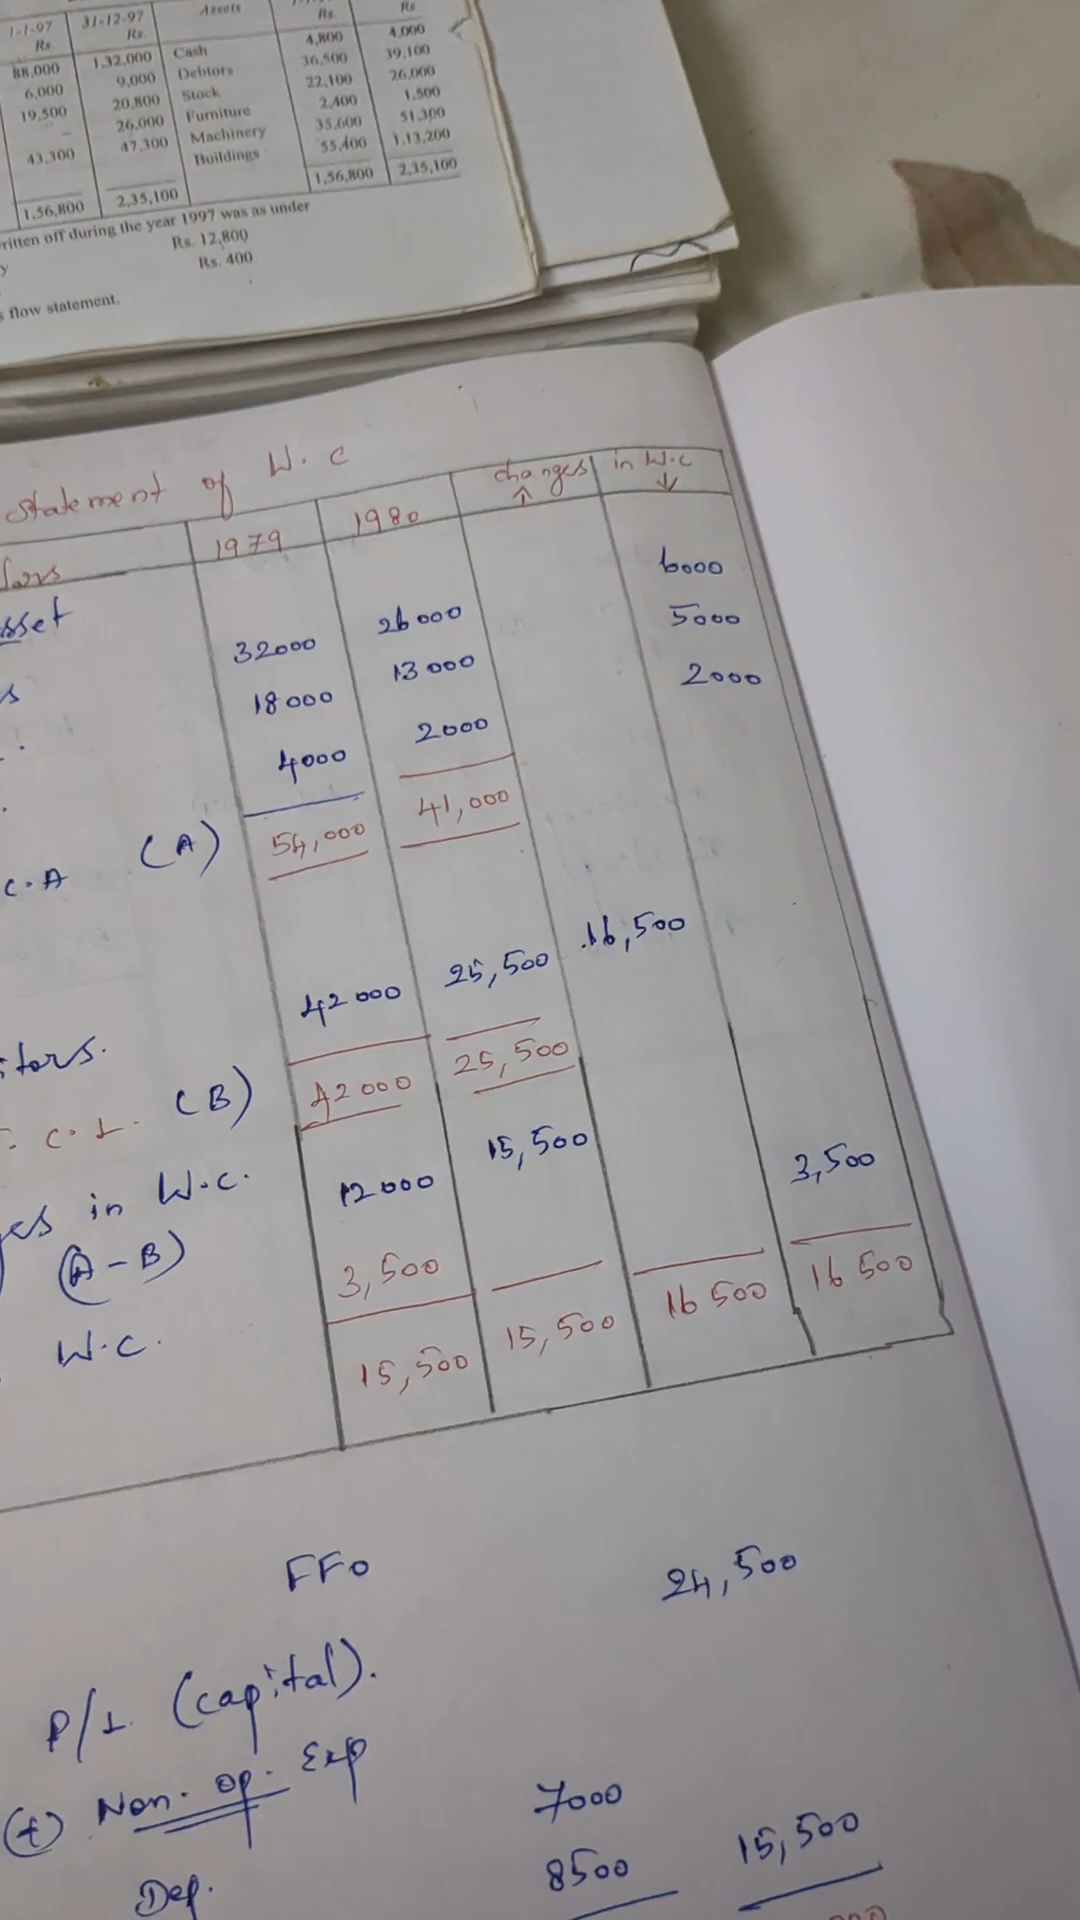 1-1-97 31-12-97 Assets
Rs. Rs. Rs. Rs
88,000 1,32,000 Cash 4,800 4,000
6,000 9,000 Debtors 36,500 39,100
19,500 20,800 Stock 22,100 26,000
– 26,000 Furniture 2,400 1,500
43,300 47,300 Machinery 35,600 51,300
Buildings 55,400 1,13,200
1,56,800 2,35,100 1,56,800 2,35,100
ritten off during the year 1997 was as under
y Rs. 12,800
Rs. 400
s flow statement.
Statement of W.C
lars 1979 1980 changes ↑ in W.C ↓
sset
s 32000 26000 6000
18000 13000 5000
4000 2000 2000
C.A (A) 54,000 41,000
itors. 42000 25,500 16,500
C.L. (B) 42000 25,500
es in W.C. 12000 15,500
(A-B) 3,500 3,500
W.C. 15,500 15,500 16 500 16 500
FFO 24,500
P/L (capital).
(+) Non. op. Exp
7000
Dep. 8500 15,500